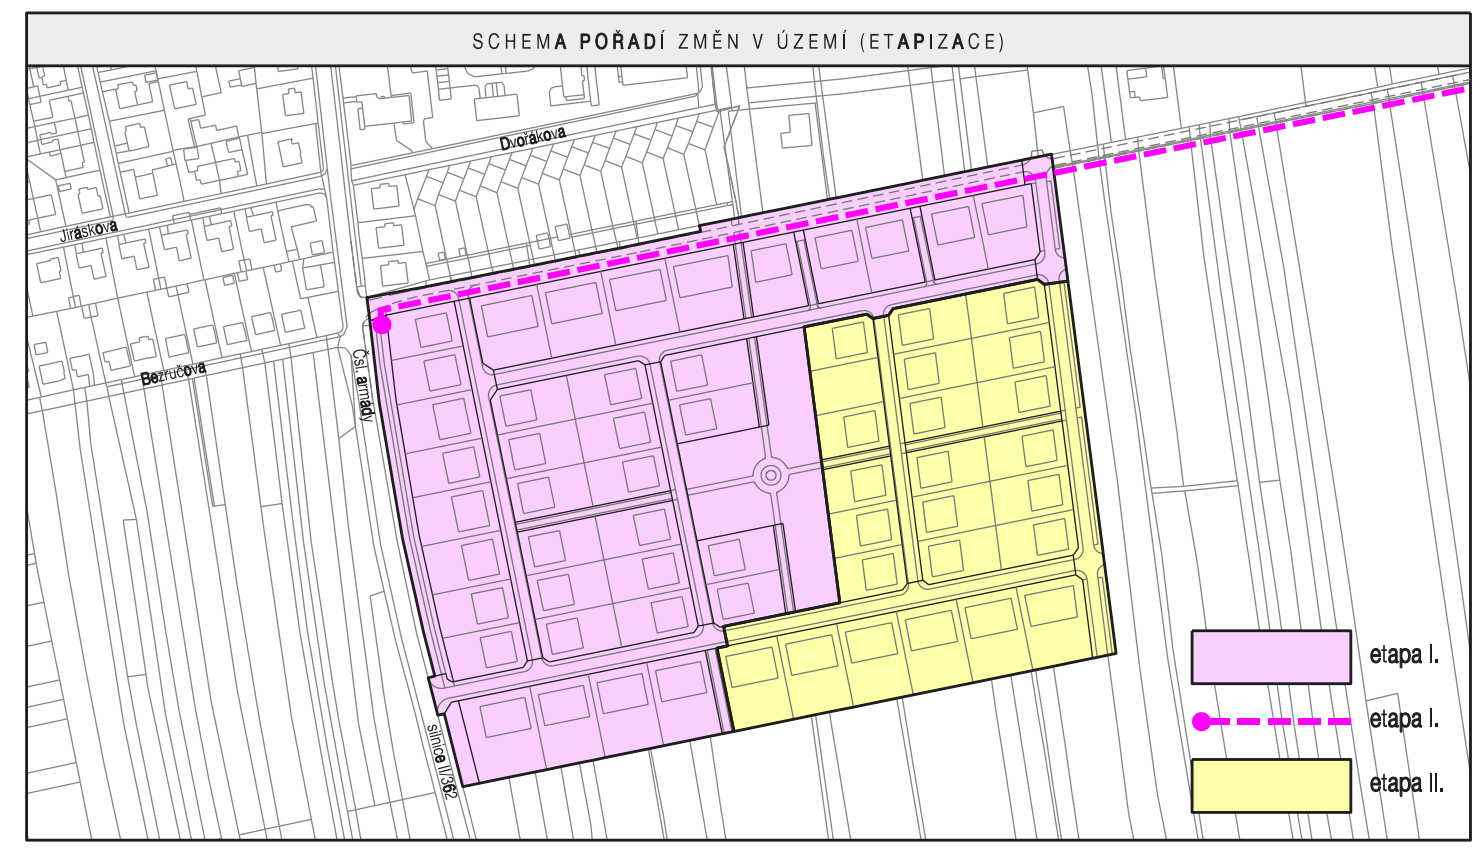 SCHEMA POŘADÍ ZMĚN V ÚZEMÍ (ETAPIZACE)
Dvořákova
Jiráskova
Bezručova
Čsl. armády
silnice II/362
etapa I.
etapa I.
etapa II.